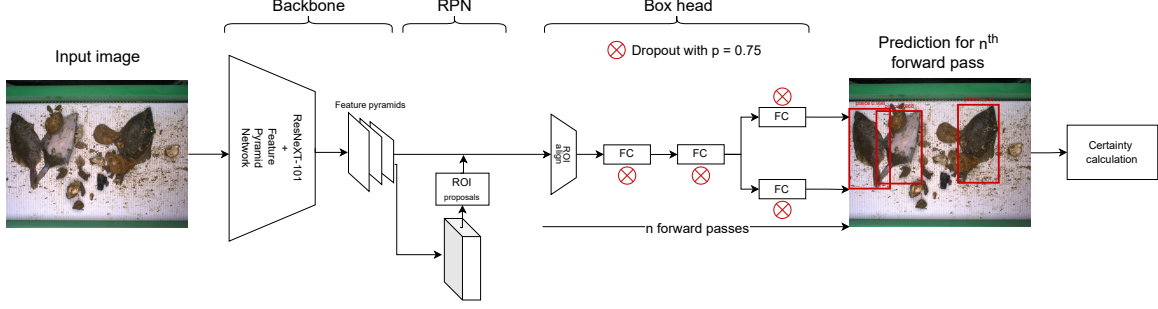 Backbone
RPN
Box head
Dropout with p = 0.75
Input image
Prediction for nth
forward pass
ResNeXT-101
+
Feature
Pyramid
Network
Feature pyramids
ROI
proposals
ROI
align
FC
FC
FC
FC
n forward passes
Certainty
calculation